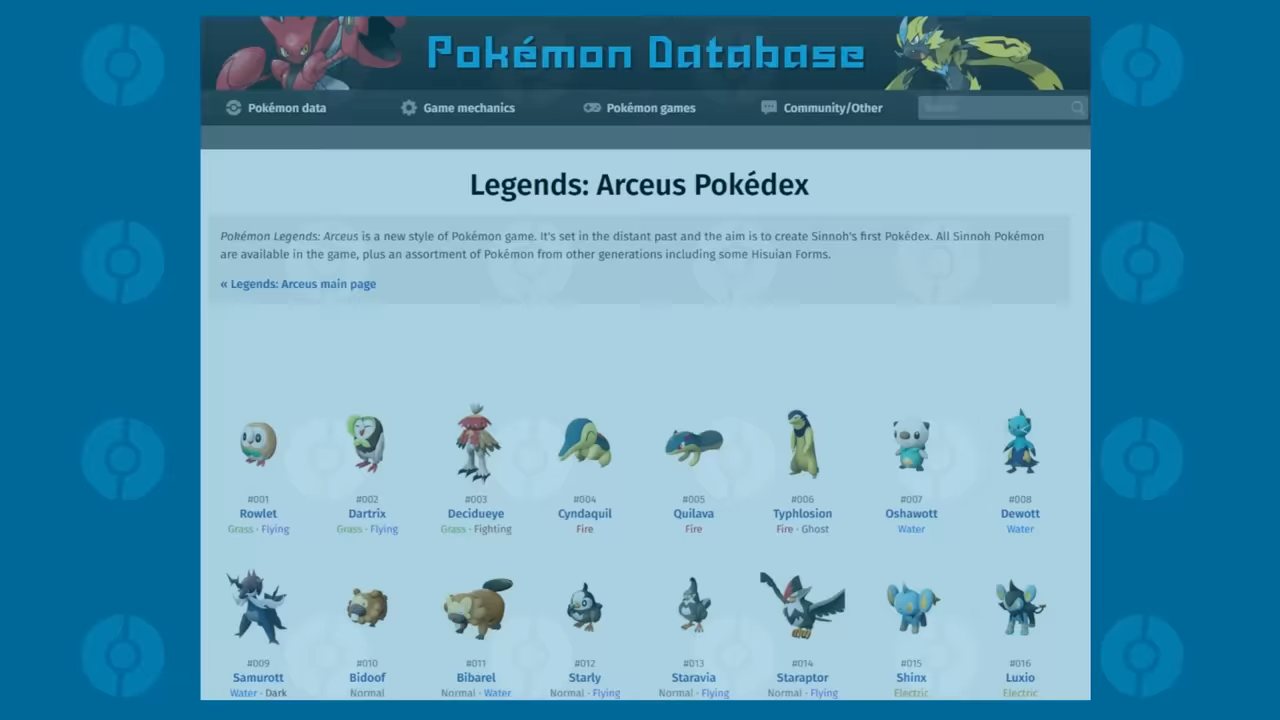 Pokémon Database
Pokémon data Game mechanics Pokémon games Community/Other
Legends: Arceus Pokédex
Pokémon Legends: Arceus is a new style of Pokémon game. It's set in the distant past and the aim is to create Sinnoh's first Pokédex. All Sinnoh Pokémon
are available in the game, plus an assortment of Pokémon from other generations including some Hisuian Forms.
« Legends: Arceus main page
#001 #002 #003 #004 #005 #006 #007 #008
Rowlet Dartrix Decidueye Cyndaquil Quilava Typhlosion Oshawott Dewott
Grass · Flying Grass · Flying Grass · Fighting Fire Fire Fire · Ghost Water Water
#009 #010 #011 #012 #013 #014 #015 #016
Samurott Bidoof Bibarel Starly Staravia Staraptor Shinx Luxio
Water · Dark Normal Normal · Water Normal · Flying Normal · Flying Normal · Flying Electric Electric